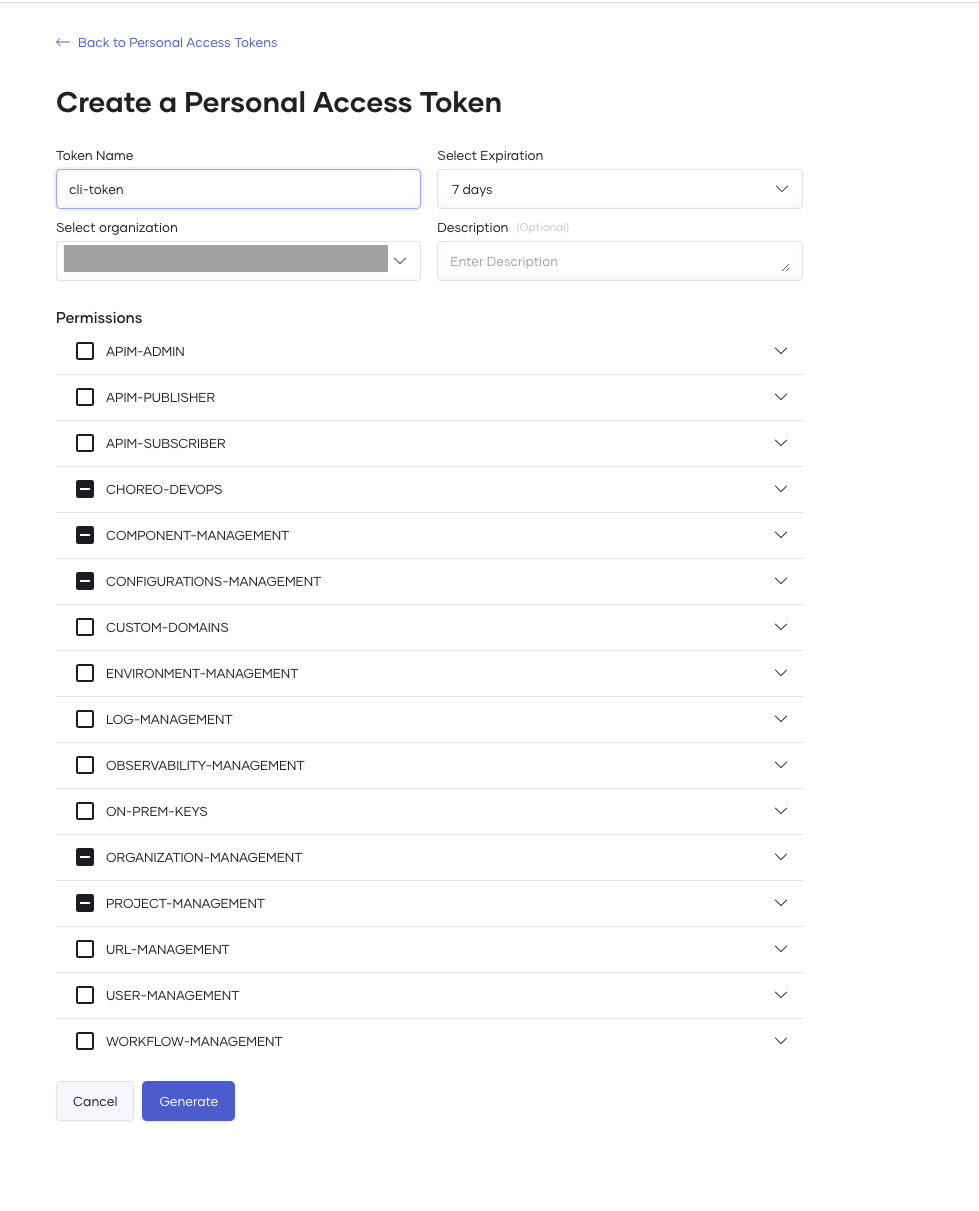 Back to Personal Access Tokens
Create a Personal Access Token
Token Name
Select Expiration
cli-token
7 days
Select organization
Description (Optional)
Enter Description
Permissions
APIM-ADMIN
APIM-PUBLISHER
APIM-SUBSCRIBER
CHOREO-DEVOPS
COMPONENT-MANAGEMENT
CONFIGURATIONS-MANAGEMENT
CUSTOM-DOMAINS
ENVIRONMENT-MANAGEMENT
LOG-MANAGEMENT
OBSERVABILITY-MANAGEMENT
ON-PREM-KEYS
ORGANIZATION-MANAGEMENT
PROJECT-MANAGEMENT
URL-MANAGEMENT
USER-MANAGEMENT
WORKFLOW-MANAGEMENT
Cancel
Generate